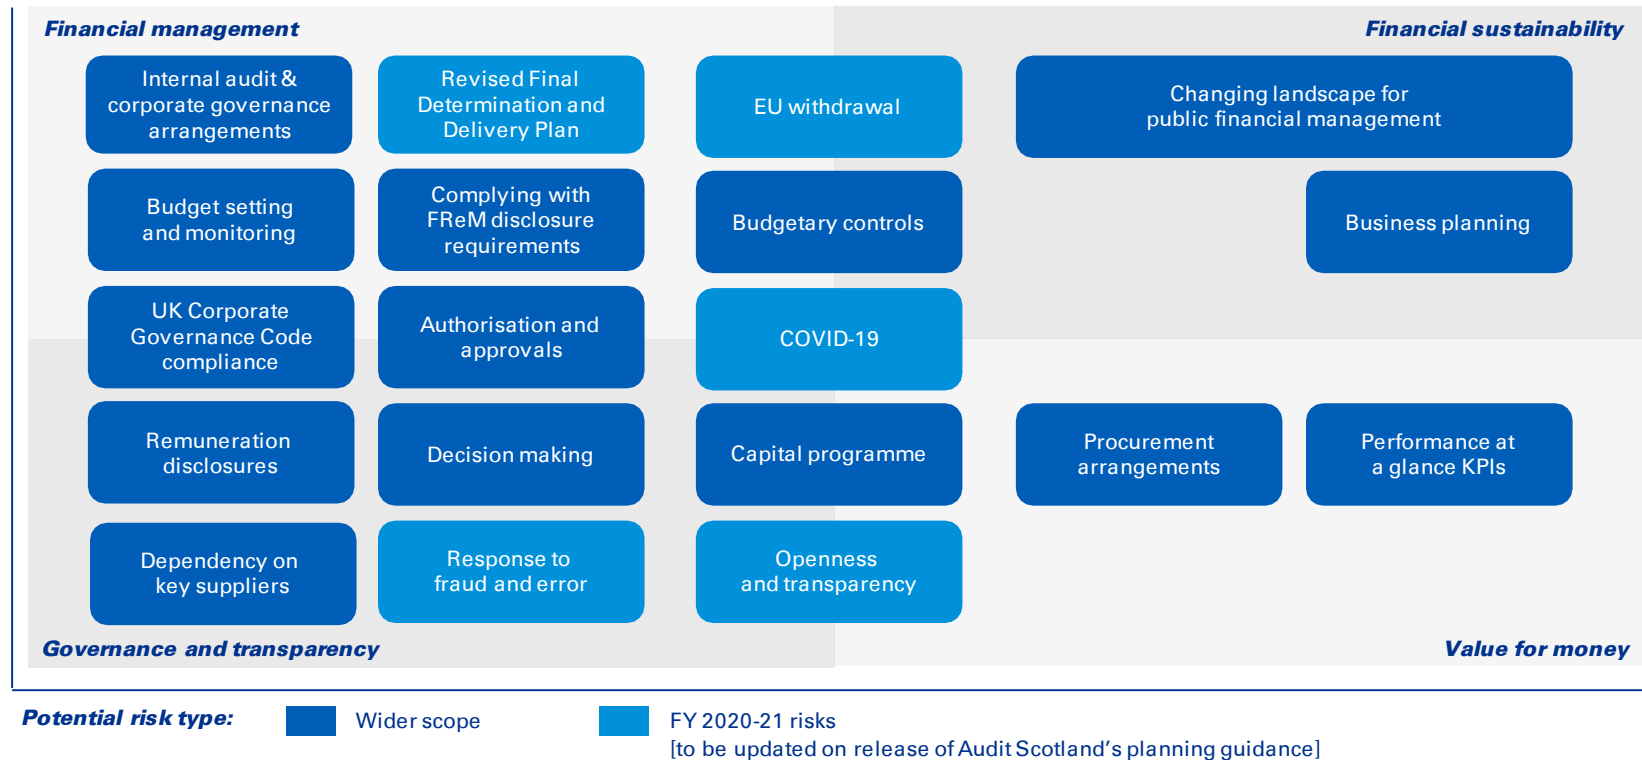 Financial management
Financial sustainability
Internal audit &
corporate governance
arrangements
Revised Final
Determination and
Delivery Plan
EU withdrawal
Changing landscape for
public financial management
Budget setting
and monitoring
Complying with
FReM disclosure
requirements
Budgetary controls
Business planning
UK Corporate
Governance Code
compliance
Authorisation and
approvals
COVID-19
Remuneration
disclosures
Decision making
Capital programme
Procurement
arrangements
Performance at
a glance KPIs
Dependency on
key suppliers
Response to
fraud and error
Openness
and transparency
Governance and transparency
Value for money
Potential risk type:
Wider scope
FY 2020-21 risks
[to be updated on release of Audit Scotland's planning guidance]